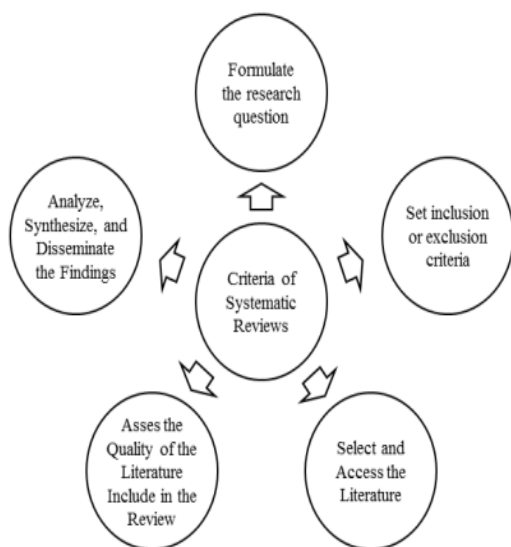 Formulate
the research
question
Analyze,
Synthesize, and
Disseminate
the Findings
Set inclusion
or exclusion
criteria
Criteria of
Systematic
Reviews
Asses the
Quality of the
Literature
Include in the
Review
Select and
Access the
Literature